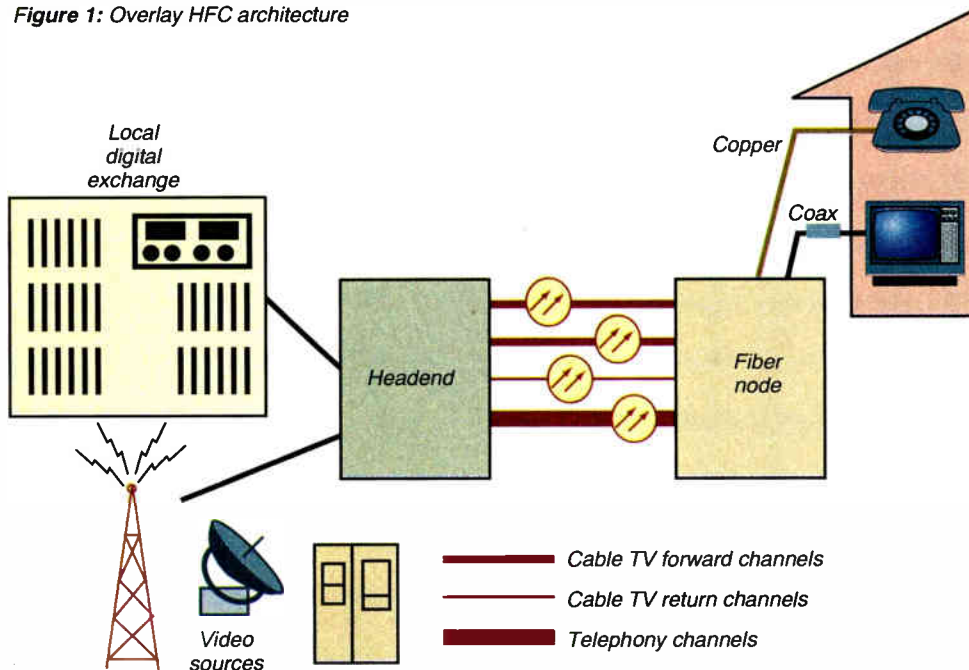 Figure 1: Overlay HFC architecture
Local
digital
exchange
Copper
Coax
Headend
Fiber
node
Video
sources
Cable TV forward channels
Cable TV return channels
Telephony channels